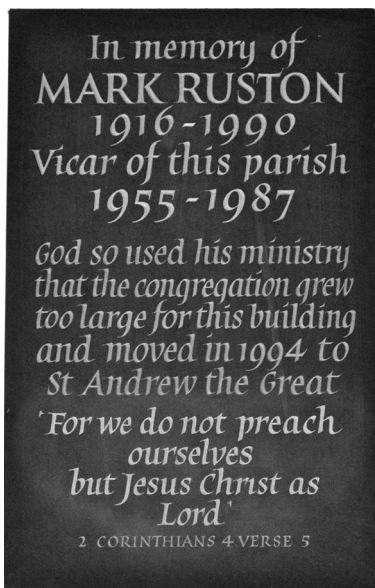 In memory of
MARK RUSTON
1916-1990
Vicar of this parish
1955-1987
God so used his ministry
that the congregation grew
too large for this building
and moved in 1994 to
St Andrew the Great
'For we do not preach
ourselves
but Jesus Christ as
Lord'
2 CORINTHIANS 4 VERSE 5